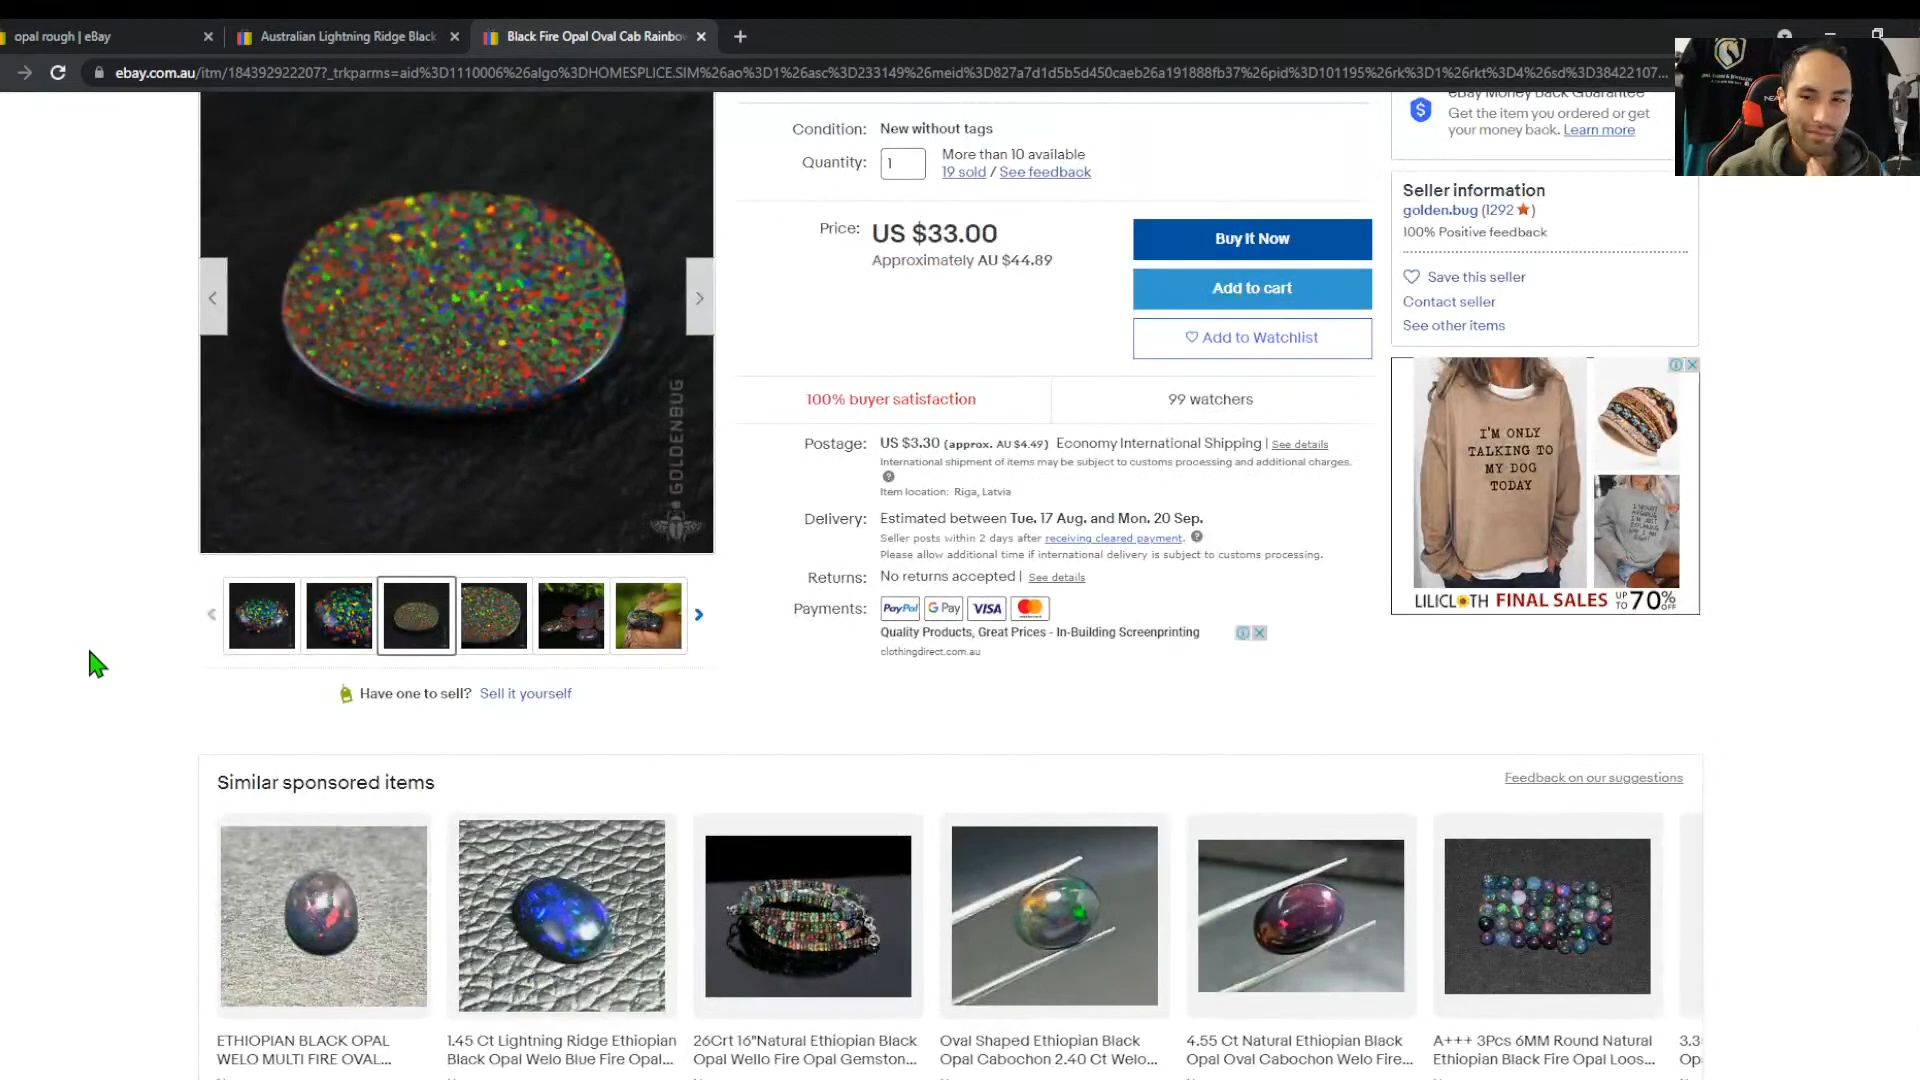 opal rough | eBay
Australian Lightning Ridge Black
Black Fire Opal Oval Cab Rainbo
ebay.com.au/itm/184392922207?_trkparms=aid%3D1110006%26algo%3DHOMESPLICE.SIM%26ao%3D1%26asc%3D233149%26meid%3D827a7d1d5b5d450caeb26a191888fb37%26pid%3D101195%26rk%3D1%26rkt%3D4%26sd%3D38422107...
eBay Money Back Guarantee
Get the item you ordered or get
your money back. Learn more
Condition: New without tags
Quantity: 1
More than 10 available
19 sold / See feedback
Price: US $33.00
Approximately AU $44.89
Buy It Now
Add to cart
Add to Watchlist
Seller information
golden.bug (1292)
100% Positive feedback
Save this seller
Contact seller
See other items
100% buyer satisfaction
99 watchers
Postage: US $3.30 (approx. AU $4.49) Economy International Shipping | See details
International shipment of items may be subject to customs processing and additional charges.
Item location: Riga, Latvia
Delivery: Estimated between Tue. 17 Aug. and Mon. 20 Sep.
Seller posts within 2 days after receiving cleared payment.
Please allow additional time if international delivery is subject to customs processing.
Returns: No returns accepted | See details
Payments: PayPal G Pay VISA
Quality Products, Great Prices - In-Building Screenprinting
clothingdirect.com.au
GOLDENBUG
I'M ONLY
TALKING TO
MY DOG
TODAY
LILICLOTH FINAL SALES UP TO 70% OFF
Have one to sell? Sell it yourself
Similar sponsored items
Feedback on our suggestions
ETHIOPIAN BLACK OPAL
WELO MULTI FIRE OVAL...
1.45 Ct Lightning Ridge Ethiopian
Black Opal Welo Blue Fire Opal...
26Crt 16"Natural Ethiopian Black
Opal Wello Fire Opal Gemston...
Oval Shaped Ethiopian Black
Opal Cabochon 2.40 Ct Welo...
4.55 Ct Natural Ethiopian Black
Opal Oval Cabochon Welo Fire...
A+++ 3Pcs 6MM Round Natural
Ethiopian Black Fire Opal Loos...
3.3
Op